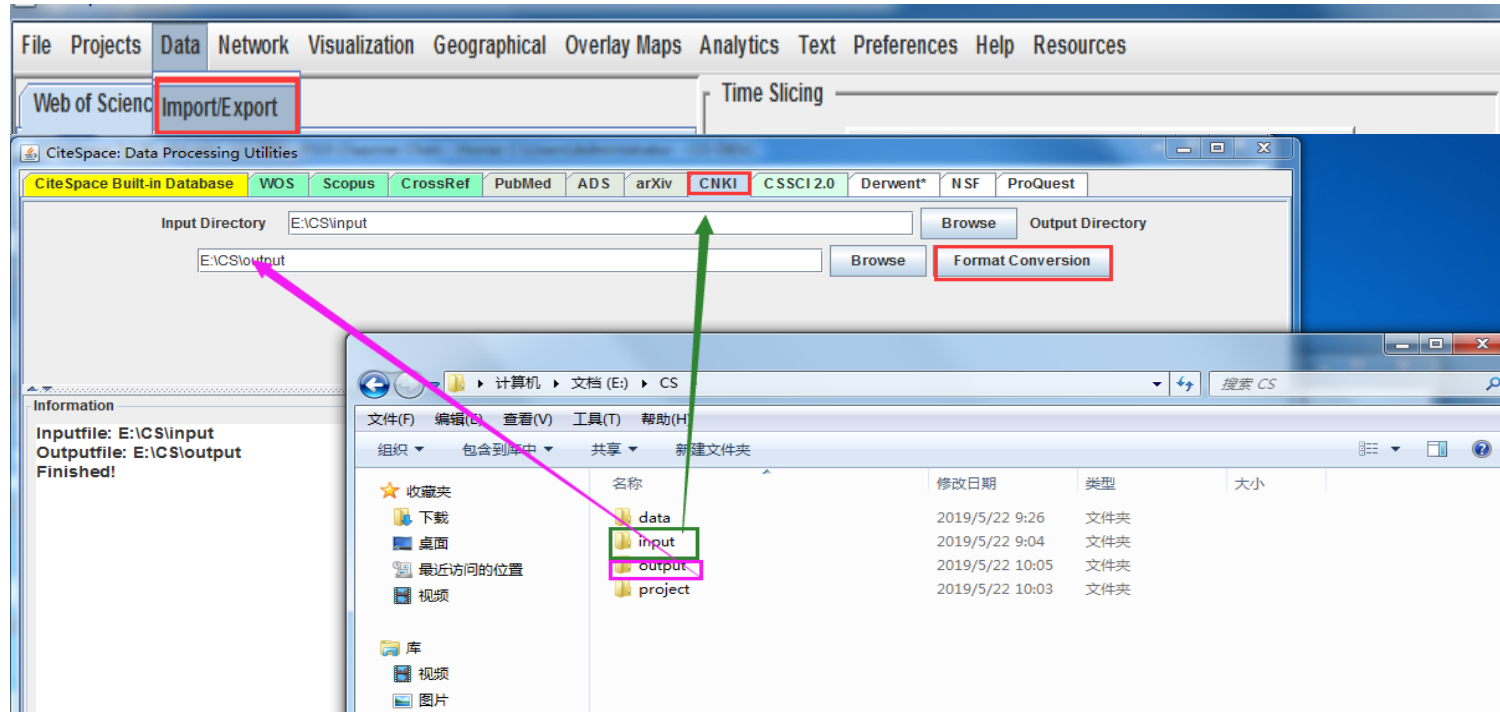 File Projects Data Network Visualization Geographical Overlay Maps Analytics Text Preferences Help Resources
Web of Scienc Import/Export
Time Slicing
CiteSpace: Data Processing Utilities
CiteSpace Built-in Database WOS Scopus CrossRef PubMed ADS arXiv CNKI CSSCI 2.0 Derwent* NSF ProQuest
Input Directory E:\CS\input Browse Output Directory
E:\CS\output Browse Format Conversion
计算机 文档 (E:) CS 搜索 CS
Information
文件(F) 编辑(E) 查看(V) 工具(T) 帮助(H)
Inputfile: E:\CS\input
Outputfile: E:\CS\output
Finished!
组织 包含到库中 共享 新建文件夹
收藏夹
下载
桌面
最近访问的位置
视频
库
视频
图片
名称 修改日期 类型 大小
data 2019/5/22 9:26 文件夹
input 2019/5/22 9:04 文件夹
output 2019/5/22 10:05 文件夹
project 2019/5/22 10:03 文件夹